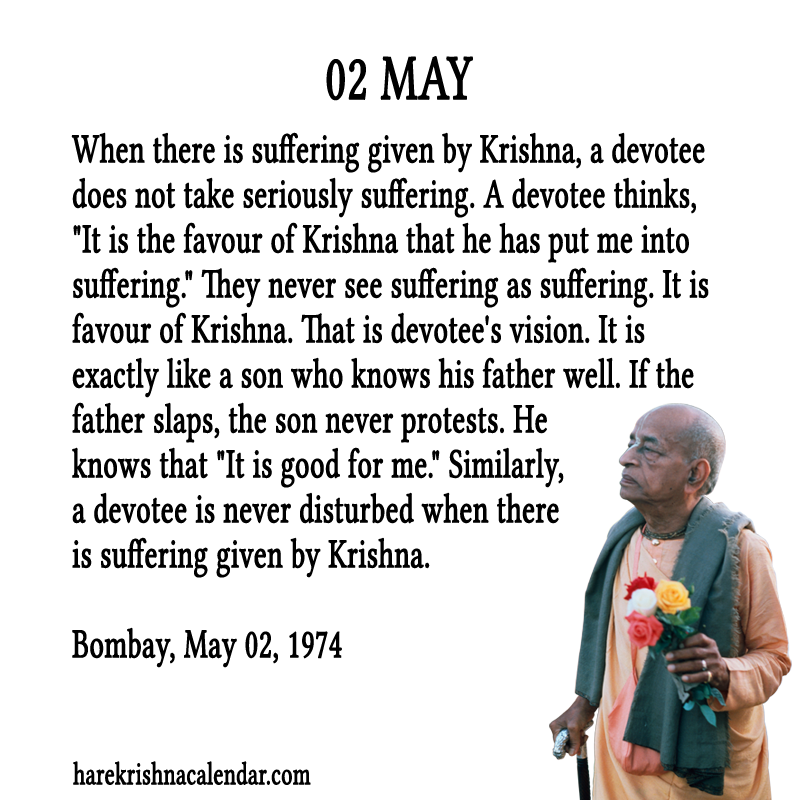 02 MAY
When there is suffering given by Krishna, a devotee
does not take seriously suffering. A devotee thinks,
"It is the favour of Krishna that he has put me into
suffering." They never see suffering as suffering. It is
favour of Krishna. That is devotee's vision. It is
exactly like a son who knows his father well. If the
father slaps, the son never protests. He
knows that "It is good for me." Similarly,
a devotee is never disturbed when there
is suffering given by Krishna.
Bombay, May 02, 1974
harekrishnacalendar.com